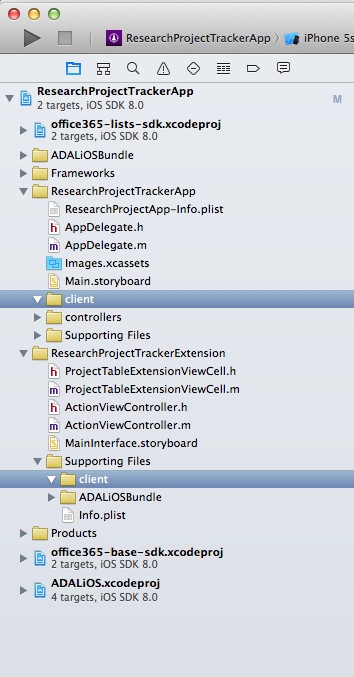 ResearchProjectTrackerApp iPhone 5s
ResearchProjectTrackerApp
2 targets, iOS SDK 8.0 M
office365-lists-sdk.xcodeproj
2 targets, iOS SDK 8.0
ADALiOSBundle
Frameworks
ResearchProjectTrackerApp
ResearchProjectApp-Info.plist
h AppDelegate.h
m AppDelegate.m
Images.xcassets
Main.storyboard
client
controllers
Supporting Files
ResearchProjectTrackerExtension
h ProjectTableExtensionViewCell.h
m ProjectTableExtensionViewCell.m
h ActionViewController.h
m ActionViewController.m
MainInterface.storyboard
Supporting Files
client
ADALiOSBundle
Info.plist
Products
office365-base-sdk.xcodeproj
2 targets, iOS SDK 8.0
ADALiOS.xcodeproj
4 targets, iOS SDK 8.0